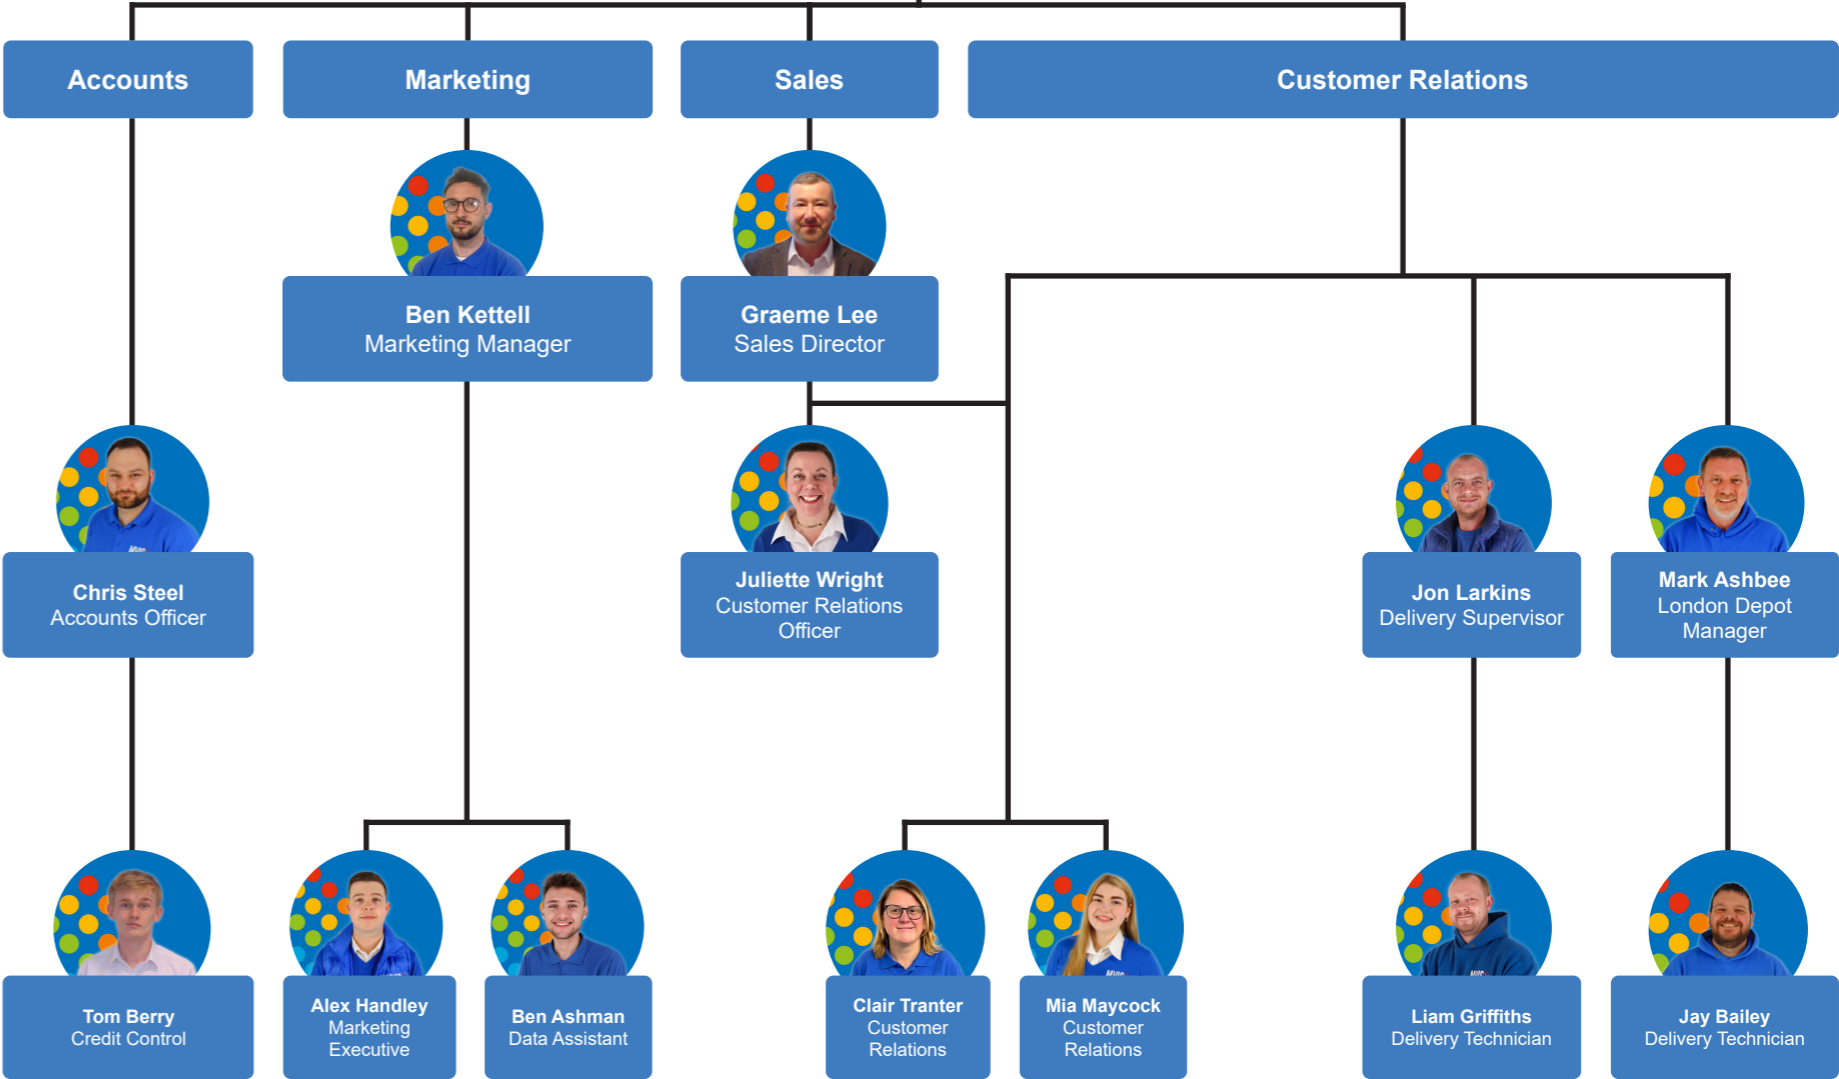 Accounts
Marketing
Sales
Customer Relations
Ben Kettell
Marketing Manager
Graeme Lee
Sales Director
Chris Steel
Accounts Officer
Juliette Wright
Customer Relations
Officer
Jon Larkins
Delivery Supervisor
Mark Ashbee
London Depot
Manager
Tom Berry
Credit Control
Alex Handley
Marketing
Executive
Ben Ashman
Data Assistant
Clair Tranter
Customer
Relations
Mia Maycock
Customer
Relations
Liam Griffiths
Delivery Technician
Jay Bailey
Delivery Technician